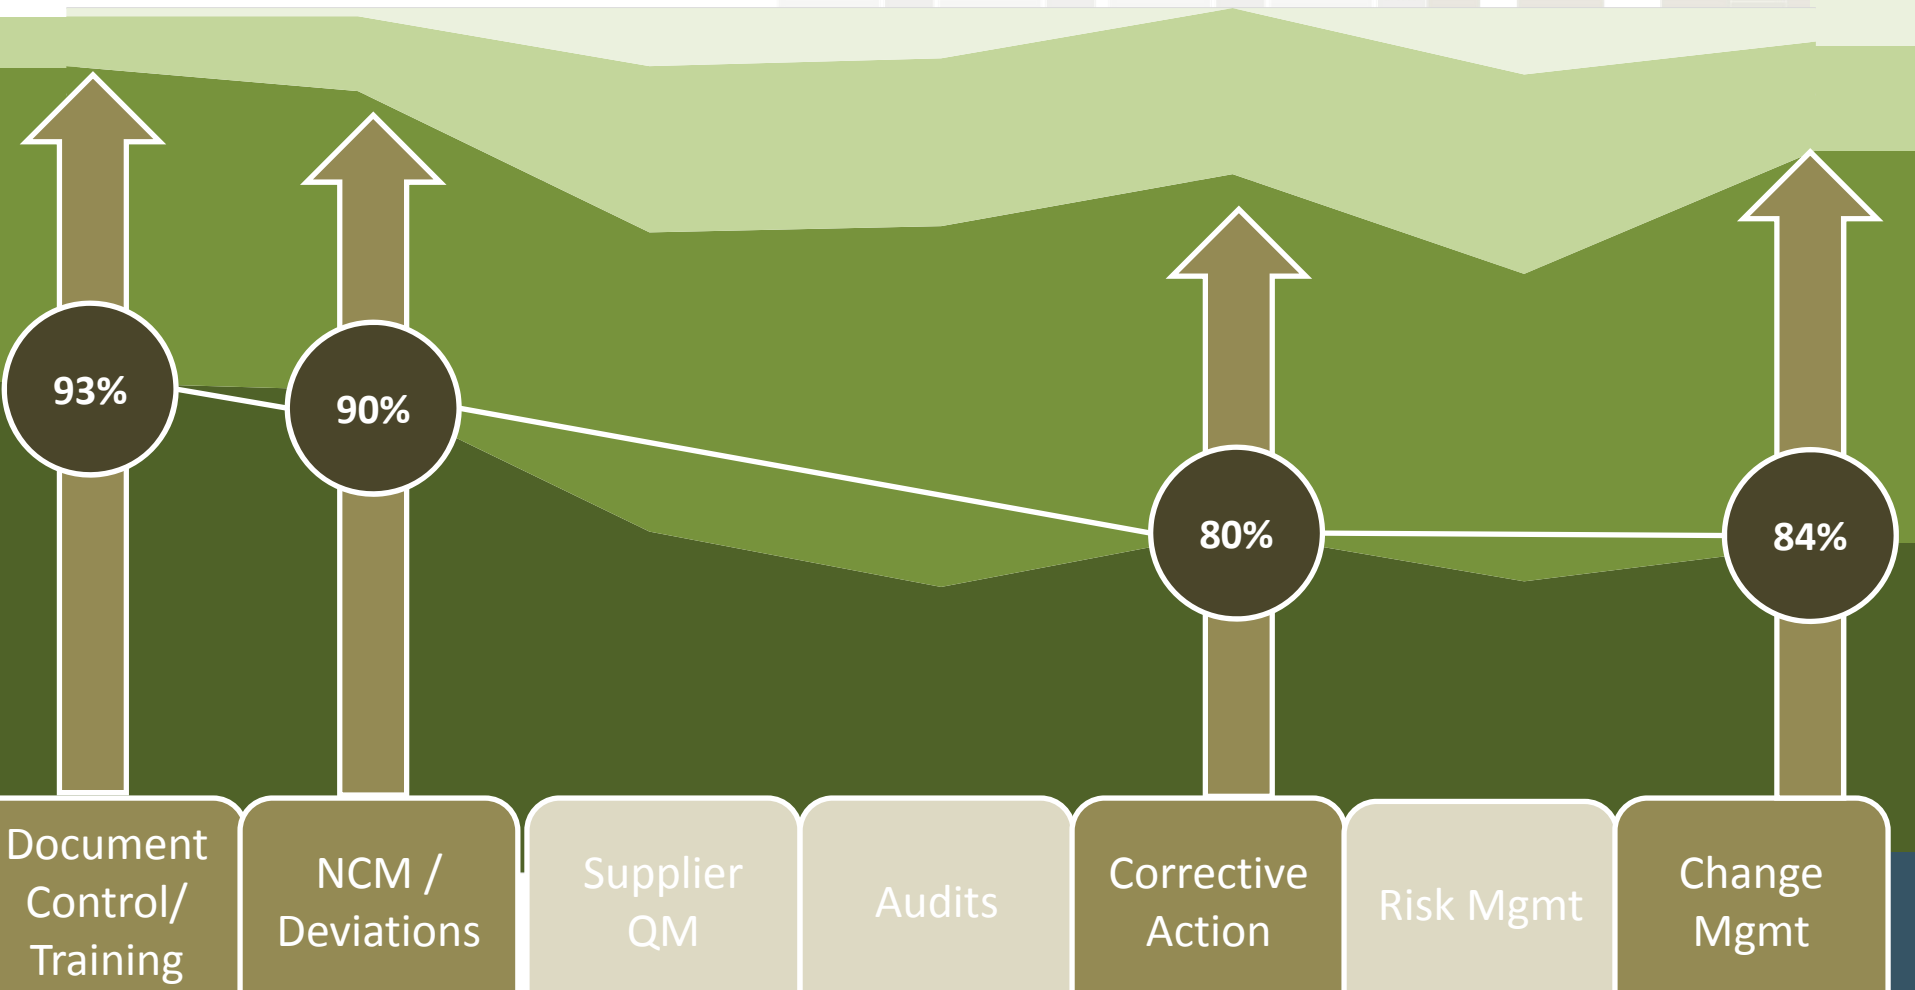 93%
90%
80%
84%
Document
Control/
Training
NCM /
Deviations
Supplier
QM
Audits
Corrective
Action
Risk Mgmt
Change
Mgmt